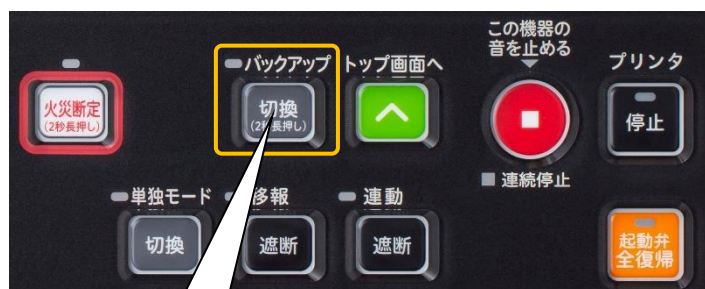 この機器の
音を止める
バックアップ
トップ画面へ
プリンタ
火災断定
(2秒長押し)
切換
(2秒長押し)
停止
■ 連続停止
単独モード
移報
連動
切換
遮断
遮断
起動弁
全復帰